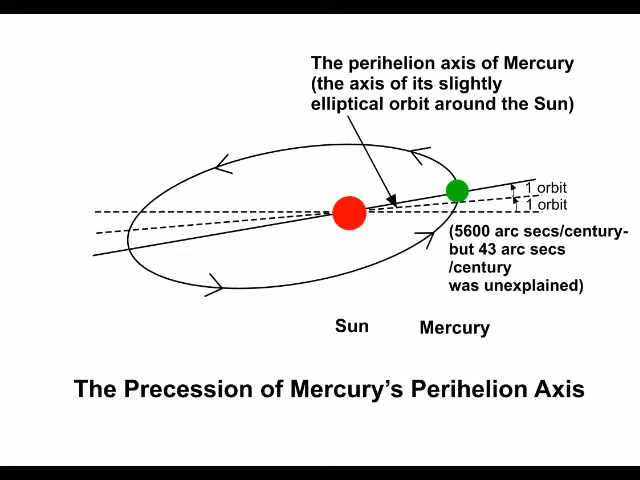 The perihelion axis of Mercury
(the axis of its slightly
elliptical orbit around the Sun)
1 orbit
1 orbit
(5600 arc secs/century-
but 43 arc secs
/century
was unexplained)
Sun
Mercury
The Precession of Mercury’s Perihelion Axis